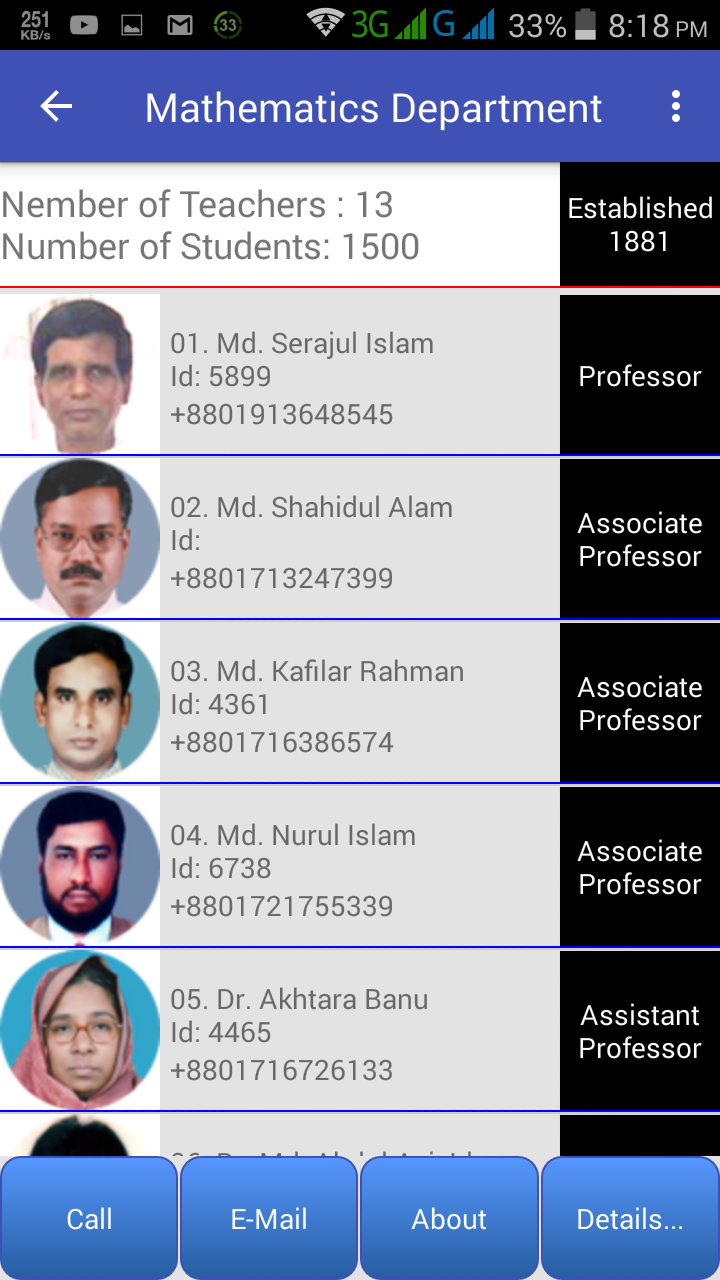 251
KB/s
33
3G
G
33%
8:18 PM
Mathematics Department
Nember of Teachers : 13
Number of Students: 1500
Established
1881
01. Md. Serajul Islam
Id: 5899
+8801913648545
Professor
02. Md. Shahidul Alam
Id:
+8801713247399
Associate
Professor
03. Md. Kafilar Rahman
Id: 4361
+8801716386574
Associate
Professor
04. Md. Nurul Islam
Id: 6738
+8801721755339
Associate
Professor
05. Dr. Akhtara Banu
Id: 4465
+8801716726133
Assistant
Professor
Call
E-Mail
About
Details...